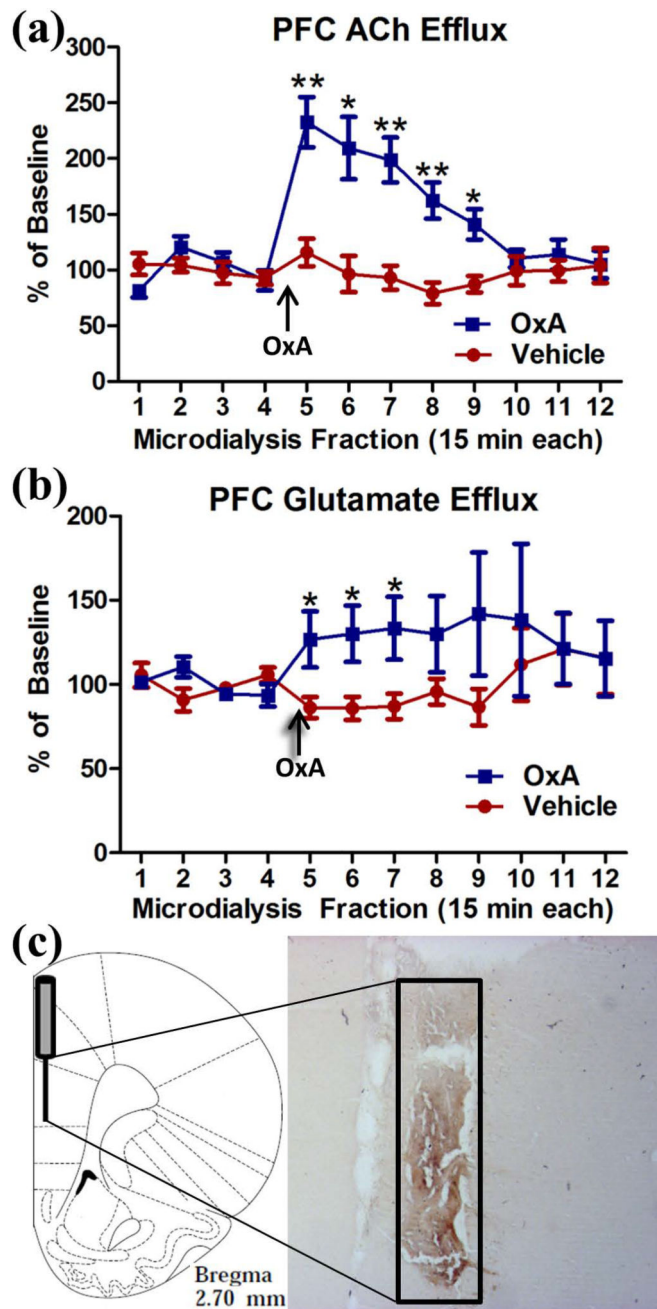 (a)
PFC ACh Efflux
300
250
200
150
100
50
0
% of Baseline
**
*
**
**
*
OxA
OxA
Vehicle
1 2 3 4 5 6 7 8 9 10 11 12
Microdialysis Fraction (15 min each)
(b)
PFC Glutamate Efflux
200
150
100
50
0
% of Baseline
*
*
*
OxA
OxA
Vehicle
1 2 3 4 5 6 7 8 9 10 11 12
Microdialysis Fraction (15 min each)
(c)
Bregma
2.70 mm